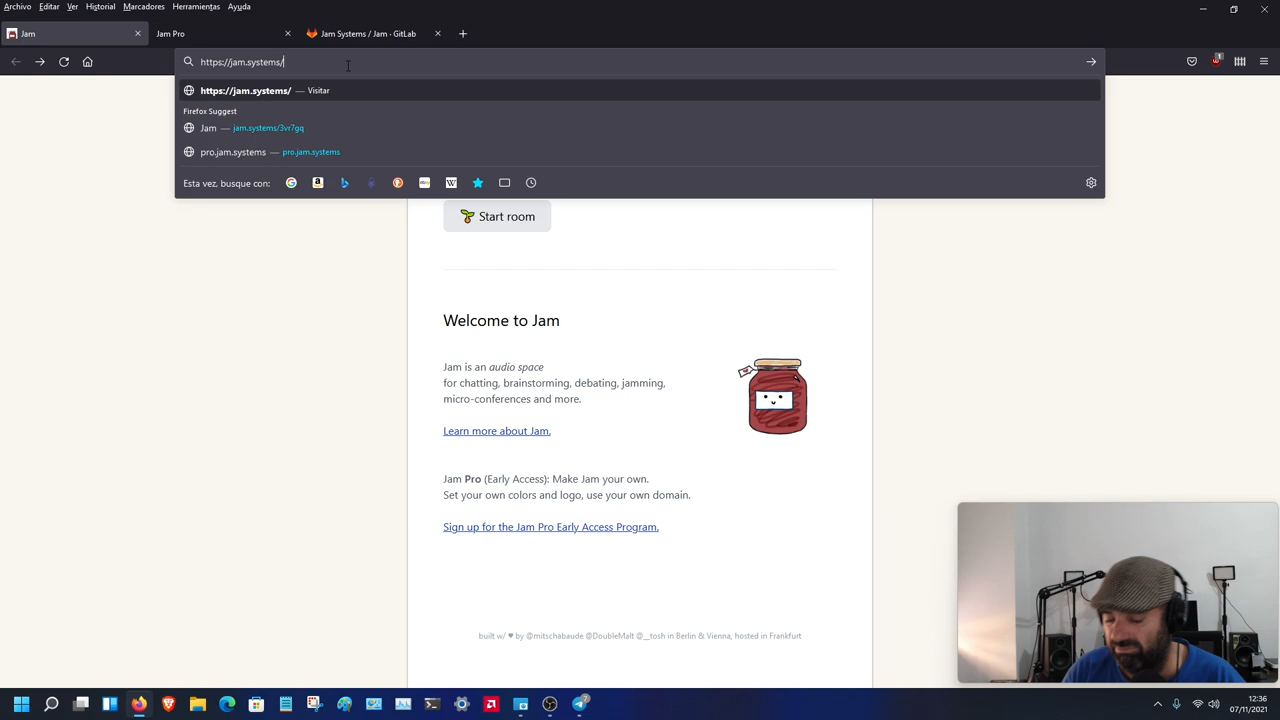 Archivo Editar Ver Historial Marcadores Herramientas Ayuda
Jam
Jam Pro
Jam Systems / Jam · GitLab
https://jam.systems/
1
https://jam.systems/ — Visitar
Firefox Suggest
Jam — jam.systems/3vr7gq
pro.jam.systems — pro.jam.systems
Esta vez, busque con:
Start room
Welcome to Jam
Jam is an audio space
for chatting, brainstorming, debating, jamming,
micro-conferences and more.
Learn more about Jam.
Jam Pro (Early Access): Make Jam your own.
Set your own colors and logo, use your own domain.
Sign up for the Jam Pro Early Access Program.
built w/ ♥ by @mitschabaude @DoubleMalt @__tosh in Berlin & Vienna, hosted in Frankfurt
7
12:36
07/11/2021